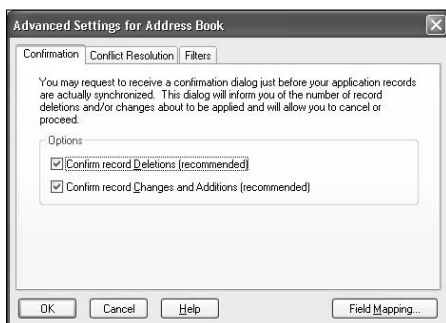 Advanced Settings for Address Book
Confirmation Conflict Resolution Filters
You may request to receive a confirmation dialog just before your application records
are actually synchronized. This dialog will inform you of the number of record
deletions and/or changes about to be applied and will allow you to cancel or
proceed.
Options
Confirm record Deletions (recommended)
Confirm record Changes and Additions (recommended)
OK Cancel Help Field Mapping...